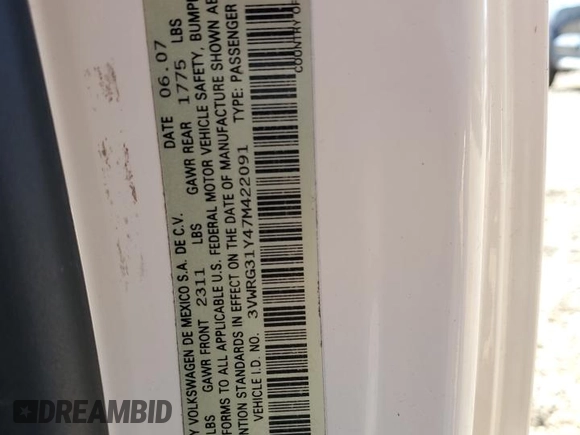 Y VOLKSWAGEN DE MEXICO S.A. DE C.V. DATE 06.07
LBS GAWR FRONT 2311 LBS GAWR REAR 1775 LBS
FORMS TO ALL APPLICABLE U.S. FEDERAL MOTOR VEHICLE SAFETY, BUMP
NTION STANDARDS IN EFFECT ON THE DATE OF MANUFACTURE SHOWN AB
VEHICLE I.D. NO. 3VWRG31Y47M422091 TYPE: PASSENGER
COUNTRY OF
DREAMBID